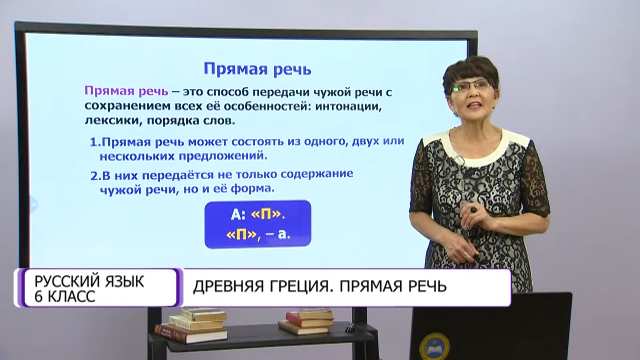 Прямая речь
Прямая речь – это способ передачи чужой речи с
сохранением всех её особенностей: интонации,
лексики, порядка слов.
1.Прямая речь может состоять из одного, двух или
нескольких предложений.
2.В них передаётся не только содержание
чужой речи, но и её форма.
А: «П».
«П», – а.
РУССКИЙ ЯЗЫК
6 КЛАСС
ДРЕВНЯЯ ГРЕЦИЯ. ПРЯМАЯ РЕЧЬ